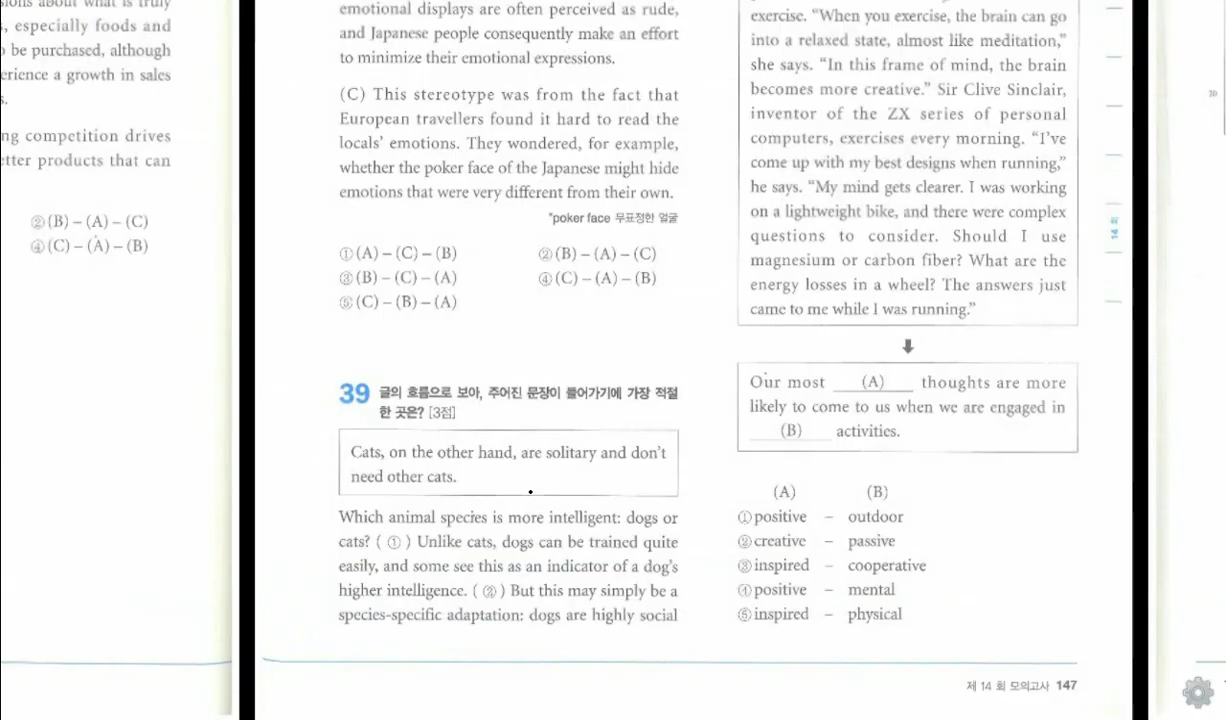 , especially foods and
be purchased, although
erience a growth in sales
ng competition drives
tter products that can
②(B) – (A) – (C)
④(C) – (A) – (B)
emotional displays are often perceived as rude,
and Japanese people consequently make an effort
to minimize their emotional expressions.
(C) This stereotype was from the fact that
European travellers found it hard to read the
locals’ emotions. They wondered, for example,
whether the poker face of the Japanese might hide
emotions that were very different from their own.
*poker face 무표정한 얼굴
①(A) – (C) – (B)
②(B) – (A) – (C)
③(B) – (C) – (A)
④(C) – (A) – (B)
⑤(C) – (B) – (A)
39 글의 흐름으로 보아, 주어진 문장이 들어가기에 가장 적절
한 곳은? [3점]
Cats, on the other hand, are solitary and don’t
need other cats.
Which animal species is more intelligent: dogs or
cats? ( ① ) Unlike cats, dogs can be trained quite
easily, and some see this as an indicator of a dog’s
higher intelligence. ( ② ) But this may simply be a
species-specific adaptation: dogs are highly social
exercise. “When you exercise, the brain can go
into a relaxed state, almost like meditation,”
she says. “In this frame of mind, the brain
becomes more creative.” Sir Clive Sinclair,
inventor of the ZX series of personal
computers, exercises every morning. “I’ve
come up with my best designs when running,”
he says. “My mind gets clearer. I was working
on a lightweight bike, and there were complex
questions to consider. Should I use
magnesium or carbon fiber? What are the
energy losses in a wheel? The answers just
came to me while I was running.”
Our most (A) thoughts are more
likely to come to us when we are engaged in
(B) activities.
(A) (B)
①positive – outdoor
②creative – passive
③inspired – cooperative
④positive – mental
⑤inspired – physical
14 회
제 14 회 모의고사 147